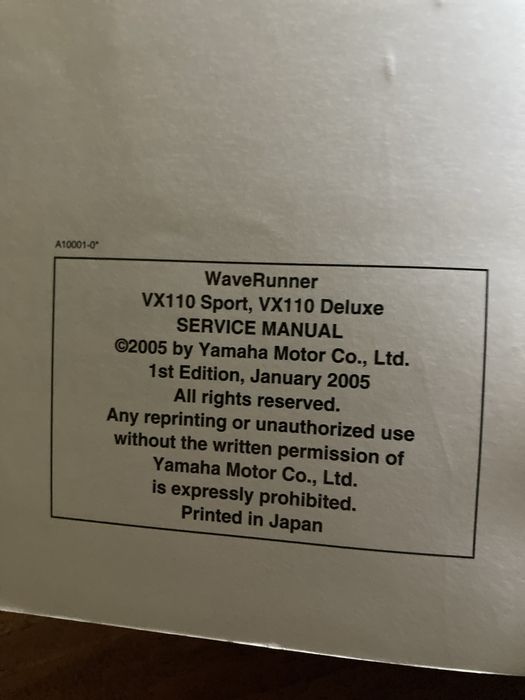 A10001-0*
WaveRunner
VX110 Sport, VX110 Deluxe
SERVICE MANUAL
©2005 by Yamaha Motor Co., Ltd.
1st Edition, January 2005
All rights reserved.
Any reprinting or unauthorized use
without the written permission of
Yamaha Motor Co., Ltd.
is expressly prohibited.
Printed in Japan